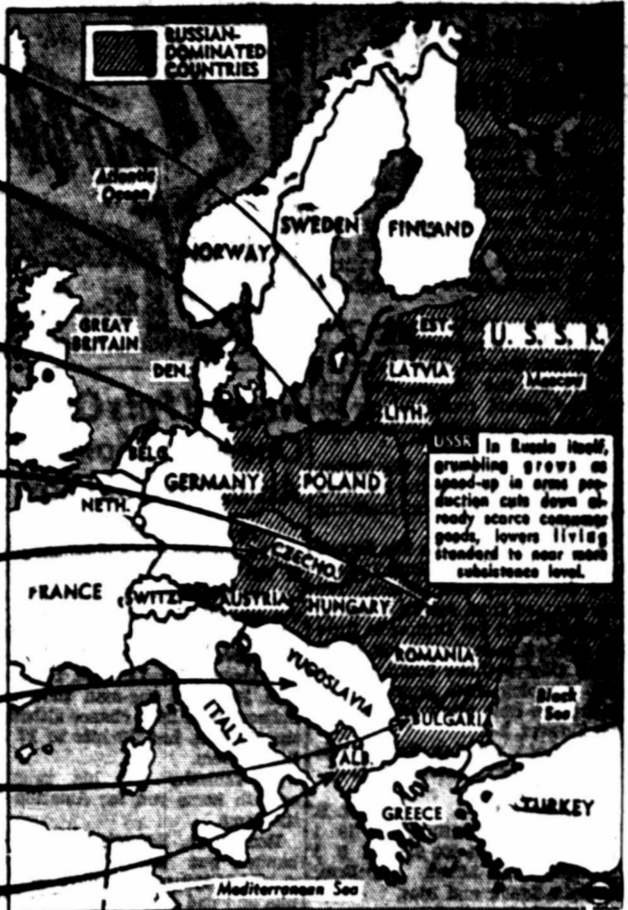 RUSSIAN-
DOMINATED
COUNTRIES
Atlantic
Ocean
NORWAY
SWEDEN
FINLAND
GREAT
BRITAIN
DEN.
EST.
LATVIA
LITH.
U. S. S. R.
Moscow
BELG.
NETH.
GERMANY
POLAND
USSR In Russia itself,
grumbling grows as
speed-up in arms pro-
duction cuts down al-
ready scarce consumer
goods, lowers living
standard to near mere
subsistence level.
CZECHO.
FRANCE
SWITZ.
AUSTRIA
HUNGARY
ROMANIA
YUGOSLAVIA
ITALY
BULGARIA
Black
Sea
ALB.
GREECE
TURKEY
Mediterranean Sea